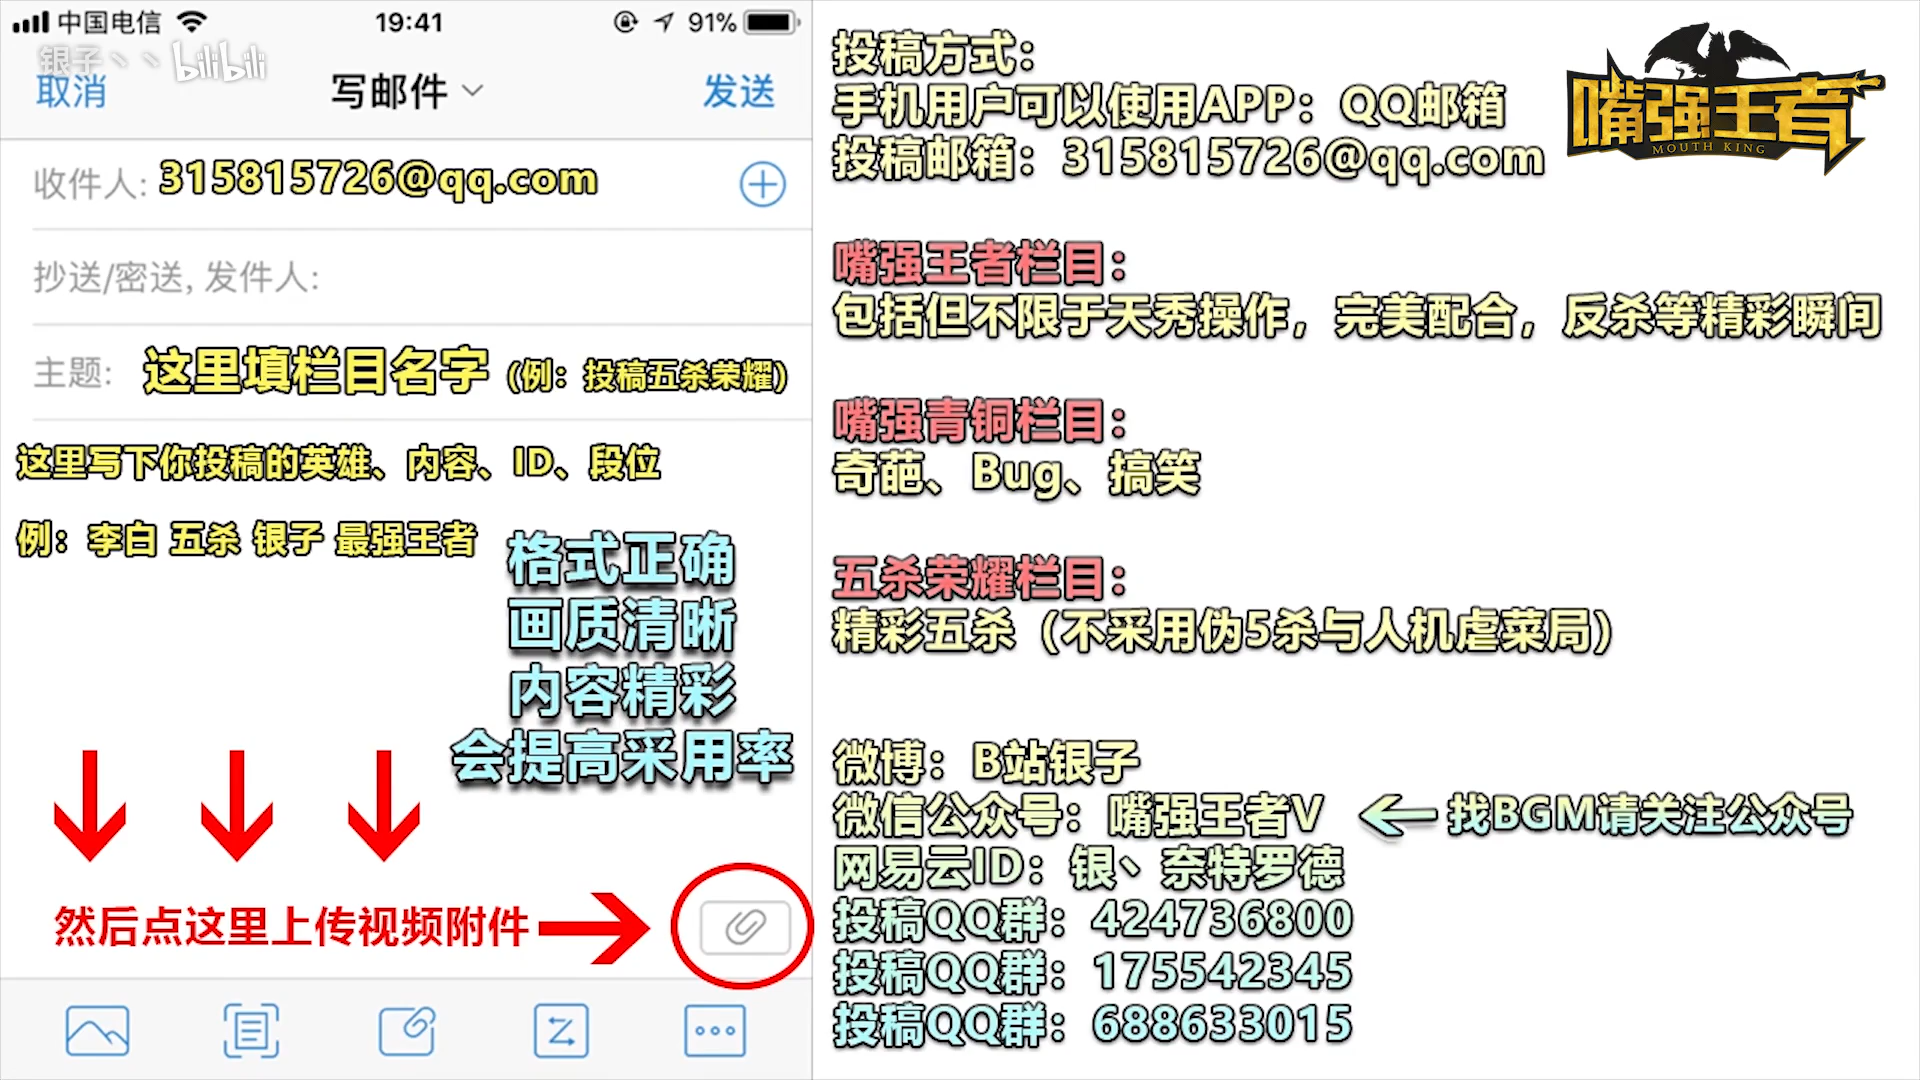 中国电信
19:41
91%
银子丶丶 bilibili
取消
写邮件
发送
收件人: 315815726@qq.com
抄送/密送, 发件人:
主题: 这里填栏目名字（例：投稿五杀荣耀）
这里写下你投稿的英雄、内容、ID、段位
例：李白 五杀 银子 最强王者
格式正确
画质清晰
内容精彩
会提高采用率
然后点这里上传视频附件
投稿方式：
手机用户可以使用APP：QQ邮箱
投稿邮箱：315815726@qq.com
嘴强王者
MOUTH KING
嘴强王者栏目：
包括但不限于天秀操作，完美配合，反杀等精彩瞬间
嘴强青铜栏目：
奇葩、Bug、搞笑
五杀荣耀栏目：
精彩五杀（不采用伪5杀与人机虐菜局）
微博：B站银子
微信公众号：嘴强王者V ← 找BGM请关注公众号
网易云ID：银丶奈特罗德
投稿QQ群：424736800
投稿QQ群：175542345
投稿QQ群：688633015